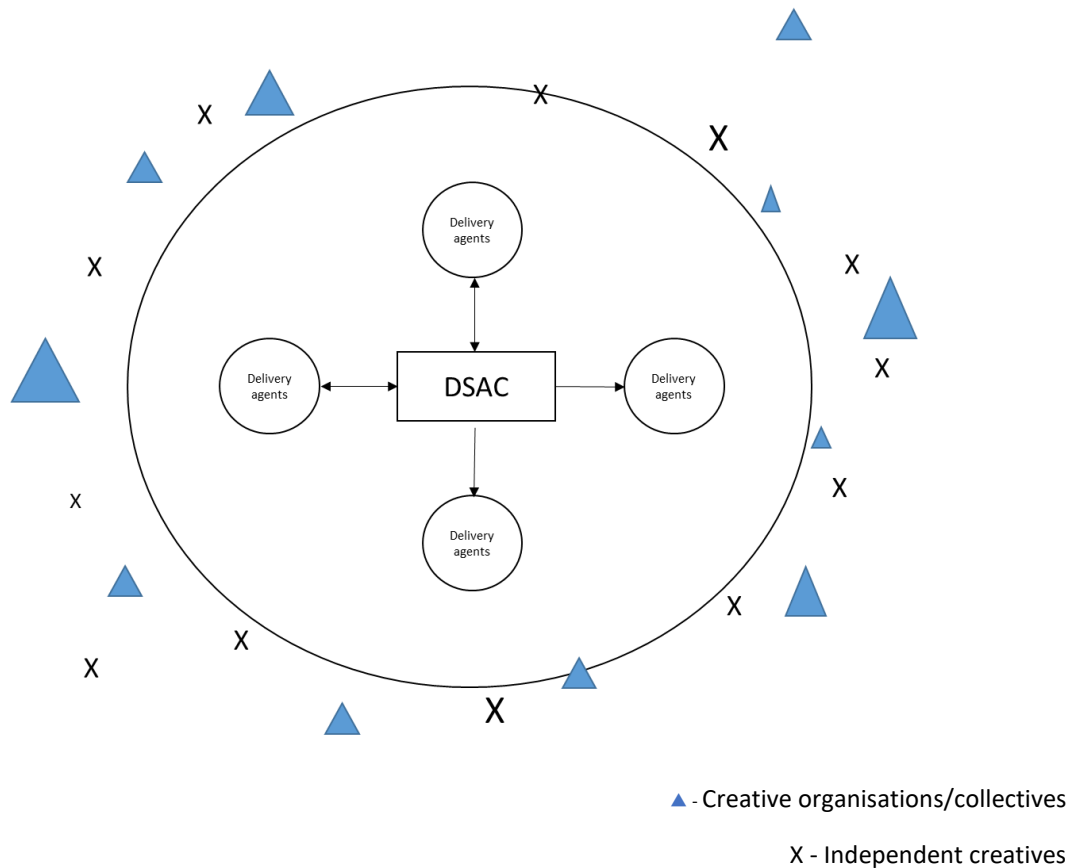 X
X
X
Delivery
agents
X
X
X
Delivery
agents
DSAC
Delivery
agents
X
X
Delivery
agents
X
X
X
X
- Creative organisations/collectives
X - Independent creatives